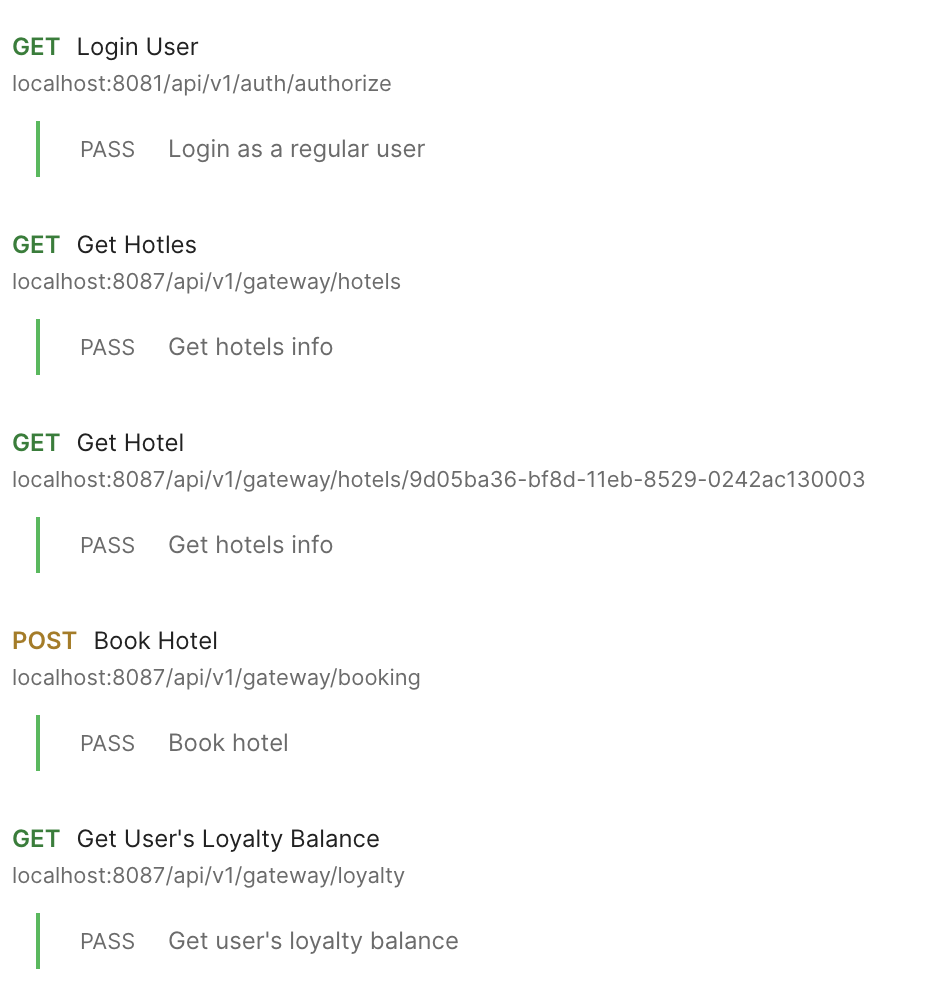 GET Login User
localhost:8081/api/v1/auth/authorize
PASS Login as a regular user
GET Get Hotles
localhost:8087/api/v1/gateway/hotels
PASS Get hotels info
GET Get Hotel
localhost:8087/api/v1/gateway/hotels/9d05ba36-bf8d-11eb-8529-0242ac130003
PASS Get hotels info
POST Book Hotel
localhost:8087/api/v1/gateway/booking
PASS Book hotel
GET Get User's Loyalty Balance
localhost:8087/api/v1/gateway/loyalty
PASS Get user's loyalty balance